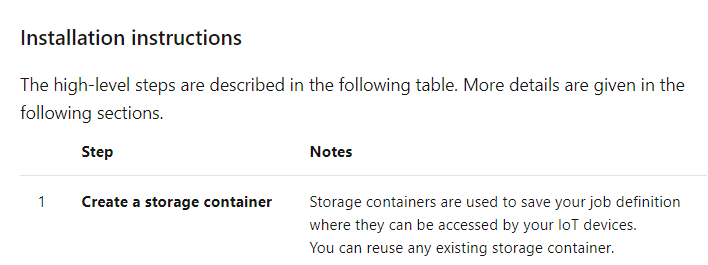 Installation instructions
The high-level steps are described in the following table. More details are given in the
following sections.
Step Notes
1 Create a storage container Storage containers are used to save your job definition
where they can be accessed by your IoT devices.
You can reuse any existing storage container.